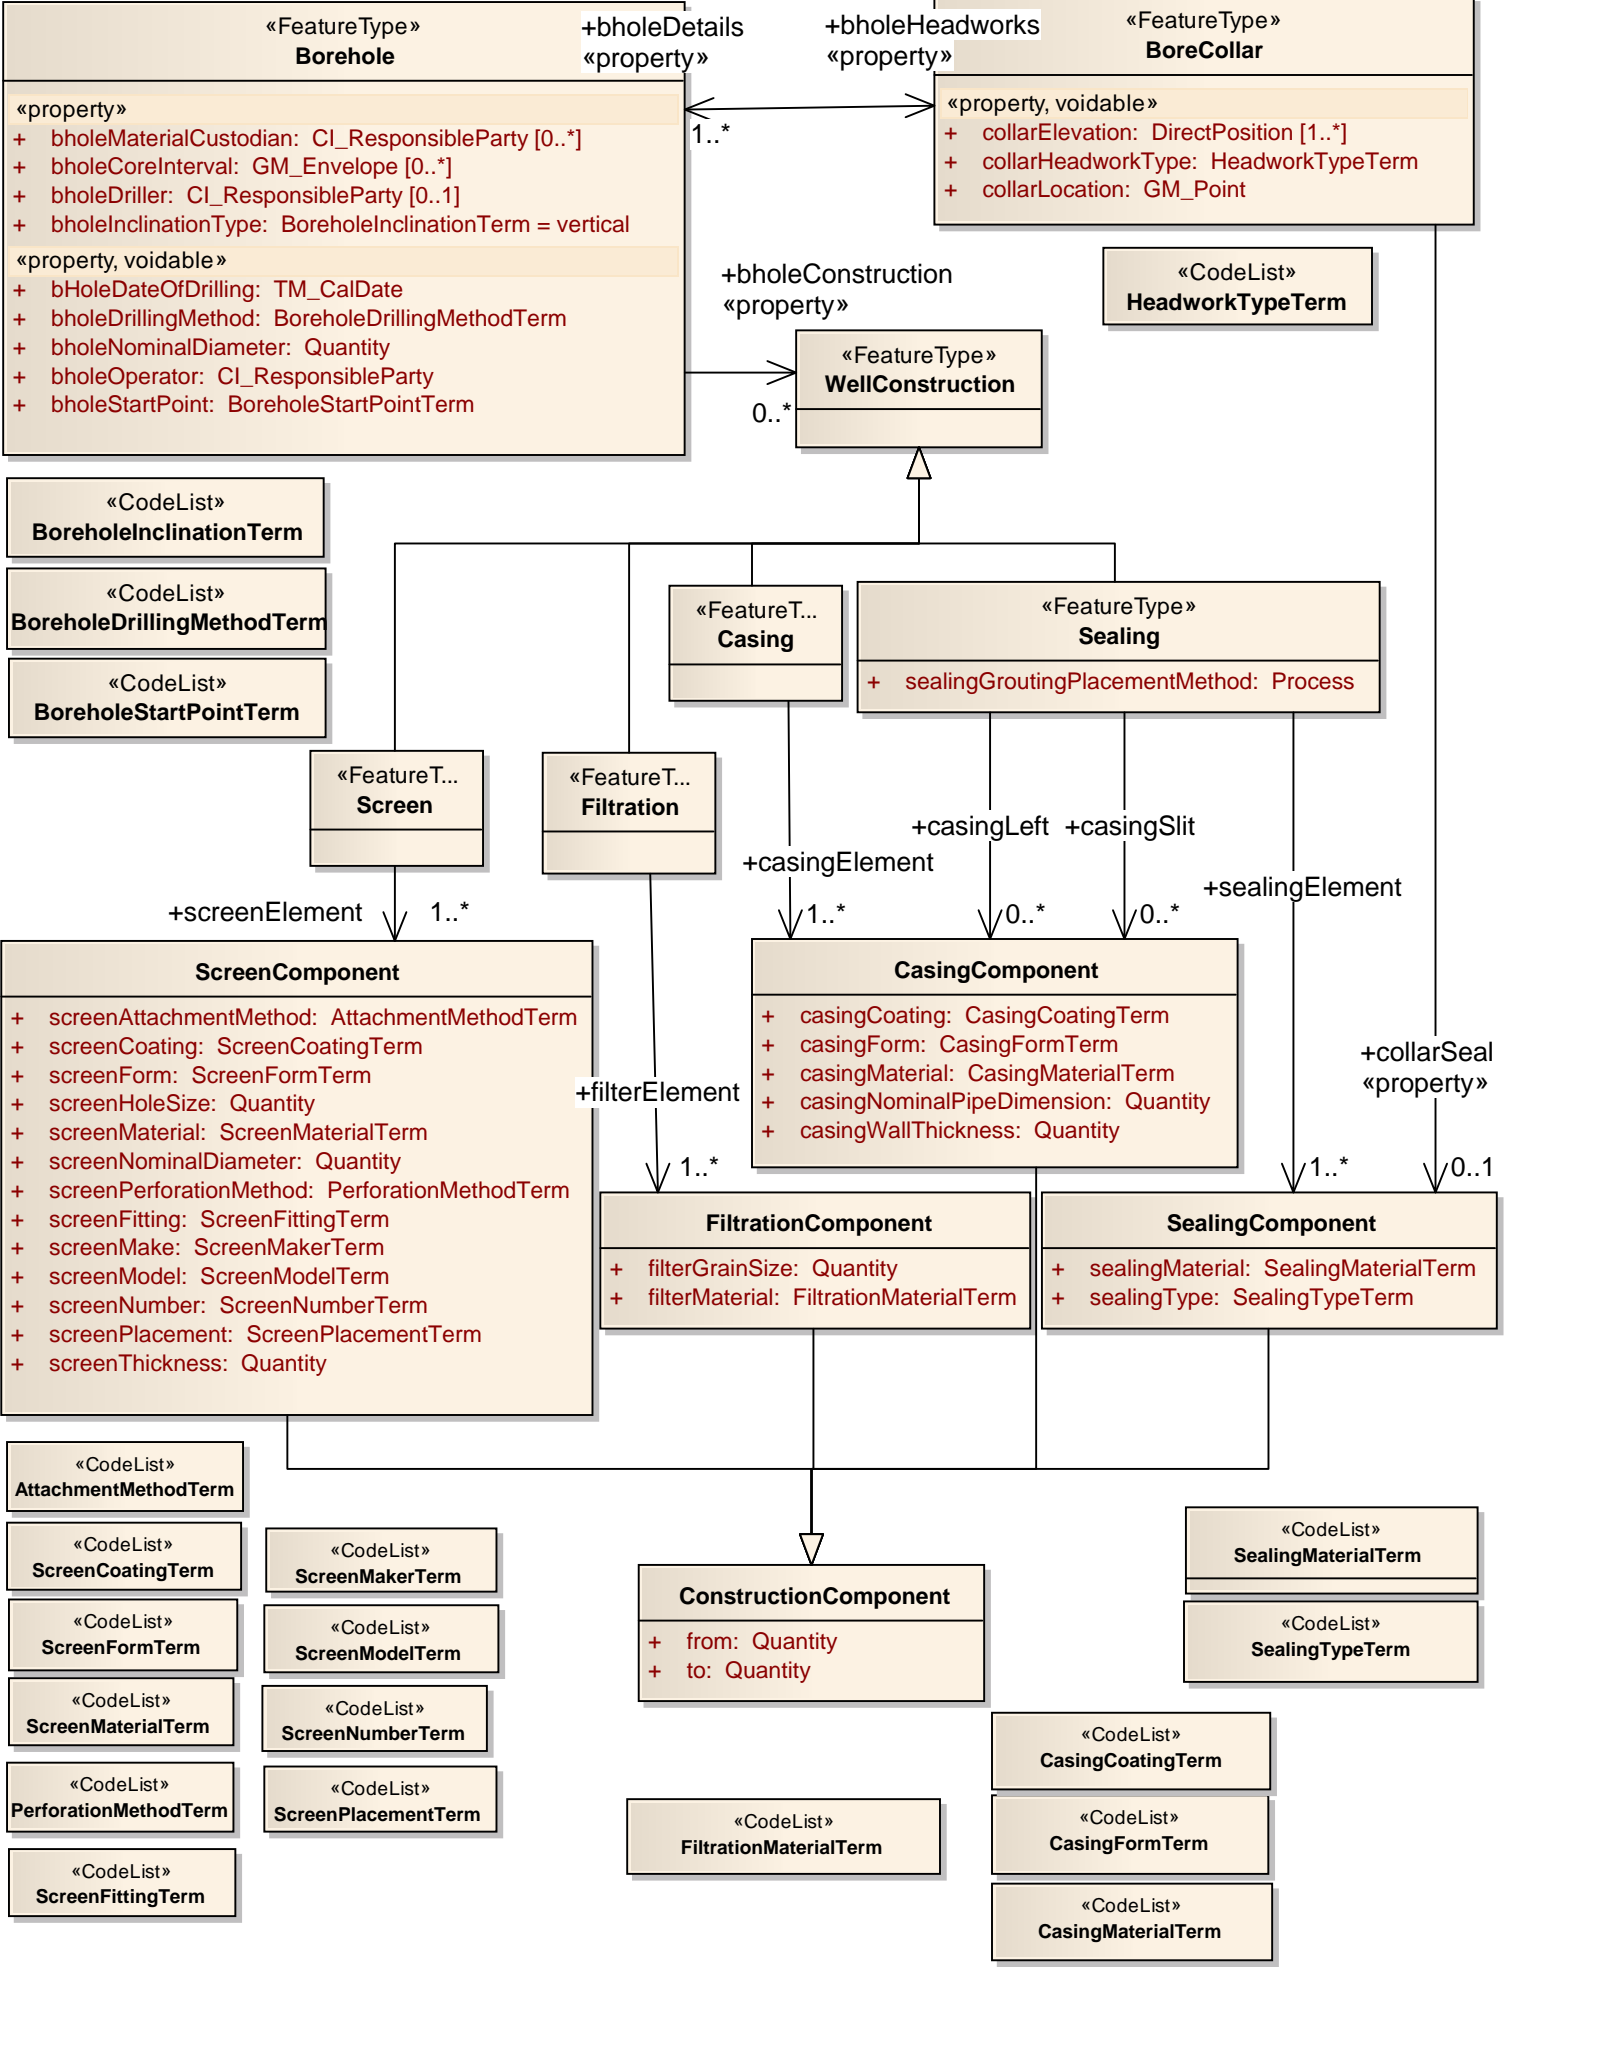 «FeatureType»
Borehole
«property»
+ bholeMaterialCustodian: CI_ResponsibleParty [0..*]
+ bholeCoreInterval: GM_Envelope [0..*]
+ bholeDriller: CI_ResponsibleParty [0..1]
+ bholeInclinationType: BoreholeInclinationTerm = vertical
«property, voidable»
+ bHoleDateOfDrilling: TM_CalDate
+ bholeDrillingMethod: BoreholeDrillingMethodTerm
+ bholeNominalDiameter: Quantity
+ bholeOperator: CI_ResponsibleParty
+ bholeStartPoint: BoreholeStartPointTerm
+bholeDetails
«property»
1..*
+bholeHeadworks
«property»
«FeatureType»
BoreCollar
«property, voidable»
+ collarElevation: DirectPosition [1..*]
+ collarHeadworkType: HeadworkTypeTerm
+ collarLocation: GM_Point
«CodeList»
HeadworkTypeTerm
+bholeConstruction
«property»
0..*
«FeatureType»
WellConstruction
«CodeList»
BoreholeInclinationTerm
«CodeList»
BoreholeDrillingMethodTerm
«CodeList»
BoreholeStartPointTerm
«FeatureT...
Casing
«FeatureType»
Sealing
+ sealingGroutingPlacementMethod: Process
«FeatureT...
Screen
«FeatureT...
Filtration
+casingLeft
+casingSlit
+casingElement
+sealingElement
+screenElement
1..*
1..*
0..*
0..*
ScreenComponent
+ screenAttachmentMethod: AttachmentMethodTerm
+ screenCoating: ScreenCoatingTerm
+ screenForm: ScreenFormTerm
+ screenHoleSize: Quantity
+ screenMaterial: ScreenMaterialTerm
+ screenNominalDiameter: Quantity
+ screenPerforationMethod: PerforationMethodTerm
+ screenFitting: ScreenFittingTerm
+ screenMake: ScreenMakerTerm
+ screenModel: ScreenModelTerm
+ screenNumber: ScreenNumberTerm
+ screenPlacement: ScreenPlacementTerm
+ screenThickness: Quantity
CasingComponent
+ casingCoating: CasingCoatingTerm
+ casingForm: CasingFormTerm
+ casingMaterial: CasingMaterialTerm
+ casingNominalPipeDimension: Quantity
+ casingWallThickness: Quantity
+collarSeal
«property»
+filterElement
1..*
1..*
0..1
FiltrationComponent
+ filterGrainSize: Quantity
+ filterMaterial: FiltrationMaterialTerm
SealingComponent
+ sealingMaterial: SealingMaterialTerm
+ sealingType: SealingTypeTerm
«CodeList»
AttachmentMethodTerm
«CodeList»
ScreenCoatingTerm
«CodeList»
ScreenFormTerm
«CodeList»
ScreenMaterialTerm
«CodeList»
PerforationMethodTerm
«CodeList»
ScreenFittingTerm
«CodeList»
ScreenMakerTerm
«CodeList»
ScreenModelTerm
«CodeList»
ScreenNumberTerm
«CodeList»
ScreenPlacementTerm
ConstructionComponent
+ from: Quantity
+ to: Quantity
«CodeList»
SealingMaterialTerm
«CodeList»
SealingTypeTerm
«CodeList»
FiltrationMaterialTerm
«CodeList»
CasingCoatingTerm
«CodeList»
CasingFormTerm
«CodeList»
CasingMaterialTerm